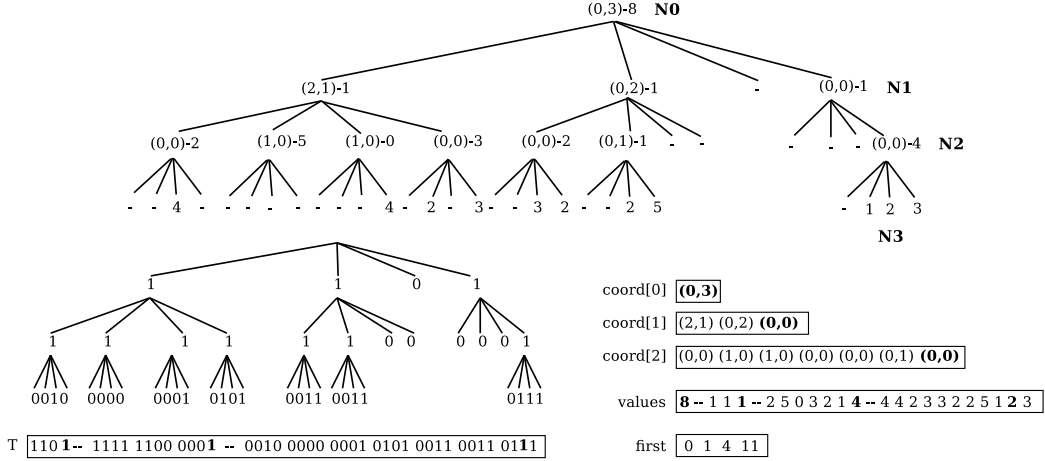 (0,3)-8 N0
(2,1)-1 (0,2)-1 - (0,0)-1 N1
(0,0)-2 (1,0)-5 (1,0)-0 (0,0)-3 (0,0)-2 (0,1)-1 - - - - - (0,0)-4 N2
- - 4 - - - - - - - - 4 - 2 - 3 - - 3 2 - - 2 5 - 1 2 3
N3
1 1 0 1
1 1 1 1 1 1 0 0 0 0 0 1
0010 0000 0001 0101 0011 0011 0111
T 110 1 -- 1111 1100 0001 -- 0010 0000 0001 0101 0011 0011 0111
coord[0] (0,3)
coord[1] (2,1) (0,2) (0,0)
coord[2] (0,0) (1,0) (1,0) (0,0) (0,0) (0,1) (0,0)
values 8 -- 1 1 1 -- 2 5 0 3 2 1 4 -- 4 4 2 3 3 2 2 5 1 2 3
first 0 1 4 11